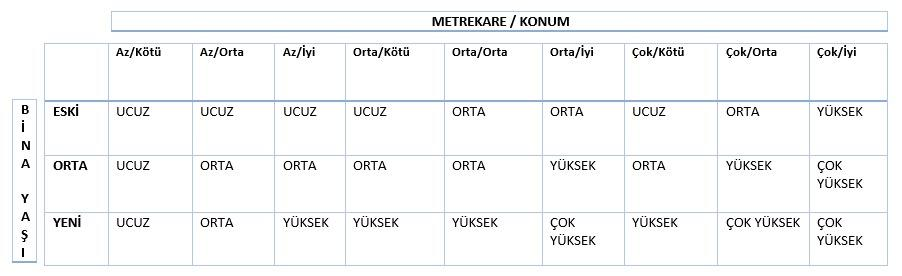 METREKARE / KONUM
Az/Kötü Az/Orta Az/İyi Orta/Kötü Orta/Orta Orta/İyi Çok/Kötü Çok/Orta Çok/İyi
BİNA YAŞI
ESKİ UCUZ UCUZ UCUZ UCUZ ORTA ORTA UCUZ ORTA YÜKSEK
ORTA UCUZ ORTA ORTA ORTA ORTA YÜKSEK ORTA YÜKSEK ÇOK YÜKSEK
YENİ UCUZ ORTA YÜKSEK YÜKSEK YÜKSEK ÇOK YÜKSEK YÜKSEK ÇOK YÜKSEK ÇOK YÜKSEK